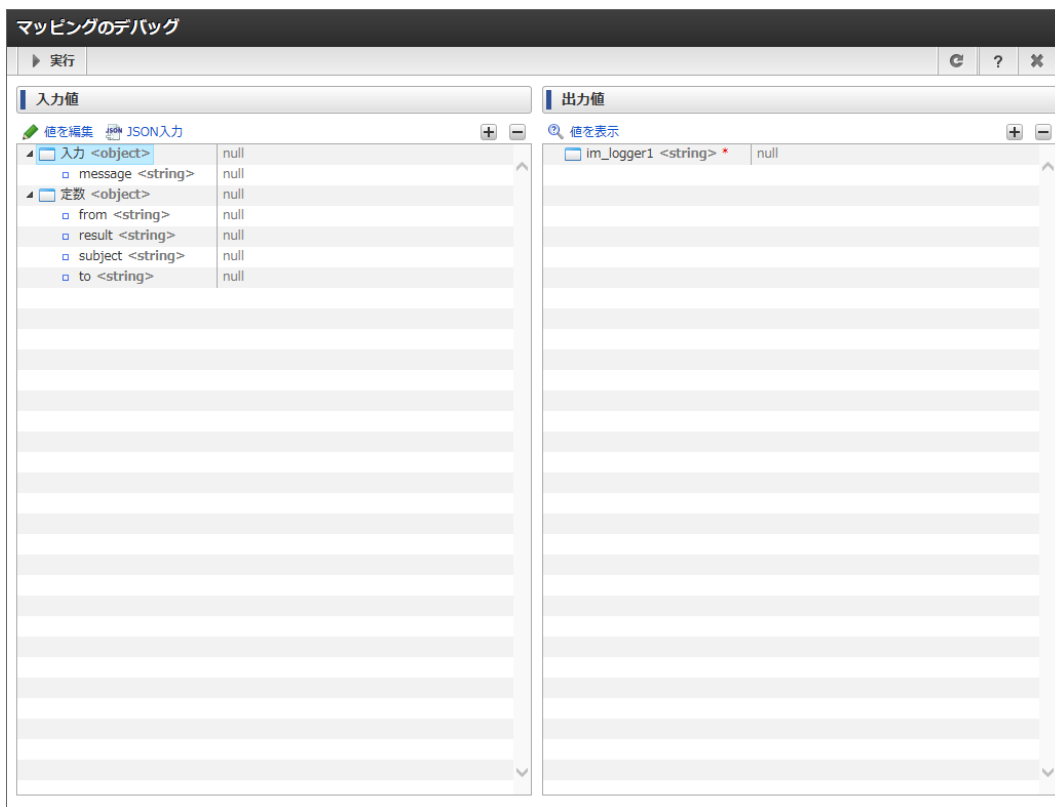 マッピングのデバッグ
実行
?
入力値
出力値
値を編集 JSON JSON入力
値を表示
入力 <object> null
message <string> null
定数 <object> null
from <string> null
result <string> null
subject <string> null
to <string> null
im_logger1 <string> * null